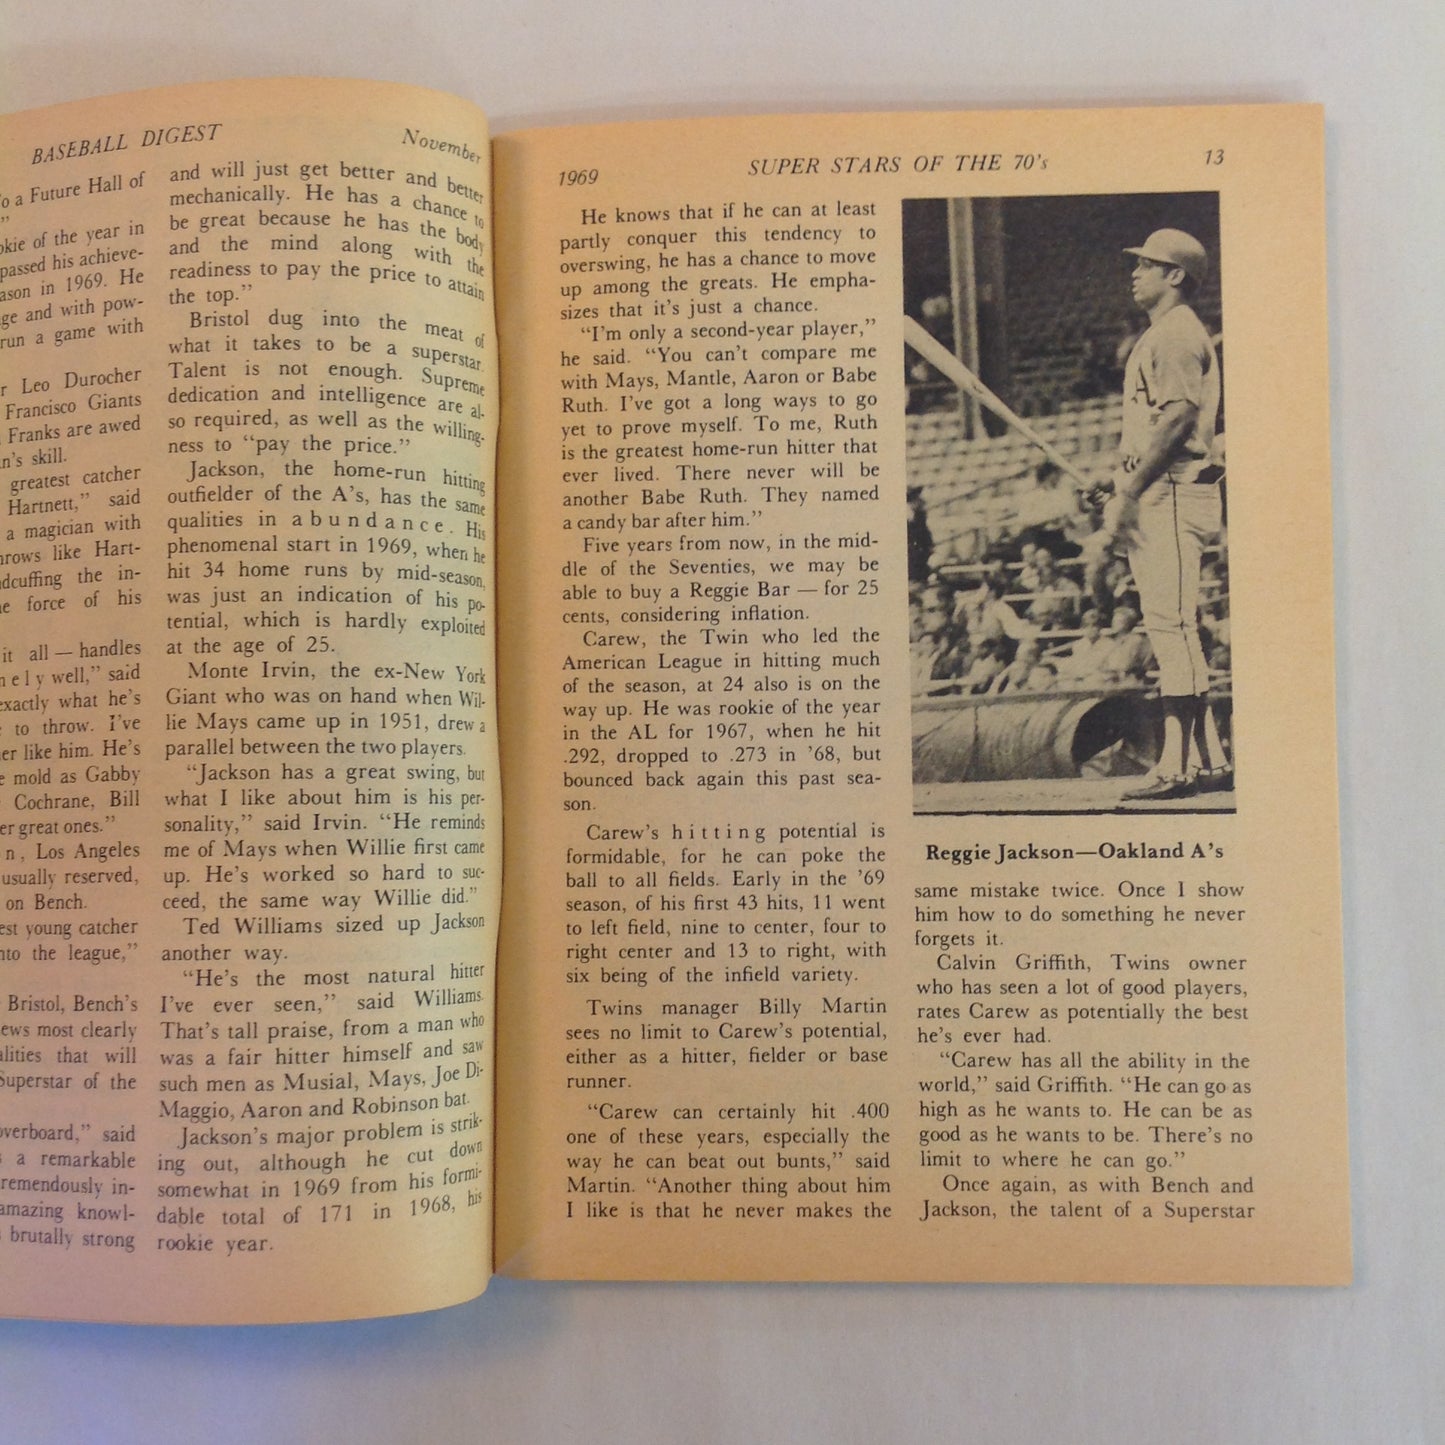 BASEBALL DIGEST
November
o a Future Hall of
”
okie of the year in
passed his achieve-
ason in 1969. He
ge and with pow-
run a game with
r Leo Durocher
Francisco Giants
Franks are awed
n's skill.
greatest catcher
Hartnett,” said
a magician with
hrows like Hart-
ndcuffing the in-
e force of his
it all — handles
n e l y well,” said
exactly what he's
to throw. I've
er like him. He's
e mold as Gabby
Cochrane, Bill
er great ones.”
n, Los Angeles
usually reserved,
on Bench.
est young catcher
nto the league,”
Bristol, Bench's
ews most clearly
alities that will
Superstar of the
overboard,” said
a remarkable
remendously in-
amazing knowl-
brutally strong
and will just get better and better
mechanically. He has a chance to
be great because he has the body
and the mind along with the
readiness to pay the price to attain
the top.”
Bristol dug into the meat of
what it takes to be a superstar.
Talent is not enough. Supreme
dedication and intelligence are al-
so required, as well as the willing-
ness to “pay the price.”
Jackson, the home-run hitting
outfielder of the A's, has the same
qualities in a b u n d a n c e . His
phenomenal start in 1969, when he
hit 34 home runs by mid-season,
was just an indication of his po-
tential, which is hardly exploited
at the age of 25.
Monte Irvin, the ex-New York
Giant who was on hand when Wil-
lie Mays came up in 1951, drew a
parallel between the two players.
“Jackson has a great swing, but
what I like about him is his per-
sonality,” said Irvin. “He reminds
me of Mays when Willie first came
up. He's worked so hard to suc-
ceed, the same way Willie did.”
Ted Williams sized up Jackson
another way.
“He's the most natural hitter
I've ever seen,” said Williams.
That's tall praise, from a man who
was a fair hitter himself and saw
such men as Musial, Mays, Joe Di-
Maggio, Aaron and Robinson bat.
Jackson's major problem is strik-
ing out, although he cut down
somewhat in 1969 from his formi-
dable total of 171 in 1968, his
rookie year.
1969
SUPER STARS OF THE 70's
13
He knows that if he can at least
partly conquer this tendency to
overswing, he has a chance to move
up among the greats. He empha-
sizes that it's just a chance.
“I'm only a second-year player,”
he said. “You can't compare me
with Mays, Mantle, Aaron or Babe
Ruth. I've got a long ways to go
yet to prove myself. To me, Ruth
is the greatest home-run hitter that
ever lived. There never will be
another Babe Ruth. They named
a candy bar after him.”
Five years from now, in the mid-
dle of the Seventies, we may be
able to buy a Reggie Bar — for 25
cents, considering inflation.
Carew, the Twin who led the
American League in hitting much
of the season, at 24 also is on the
way up. He was rookie of the year
in the AL for 1967, when he hit
.292, dropped to .273 in '68, but
bounced back again this past sea-
son.
Carew's h i t t i n g potential is
formidable, for he can poke the
ball to all fields. Early in the '69
season, of his first 43 hits, 11 went
to left field, nine to center, four to
right center and 13 to right, with
six being of the infield variety.
Twins manager Billy Martin
sees no limit to Carew's potential,
either as a hitter, fielder or base
runner.
“Carew can certainly hit .400
one of these years, especially the
way he can beat out bunts,” said
Martin. “Another thing about him
I like is that he never makes the
A
Reggie Jackson—Oakland A's
same mistake twice. Once I show
him how to do something he never
forgets it.
Calvin Griffith, Twins owner
who has seen a lot of good players,
rates Carew as potentially the best
he's ever had.
“Carew has all the ability in the
world,” said Griffith. “He can go as
high as he wants to. He can be as
good as he wants to be. There's no
limit to where he can go.”
Once again, as with Bench and
Jackson, the talent of a Superstar